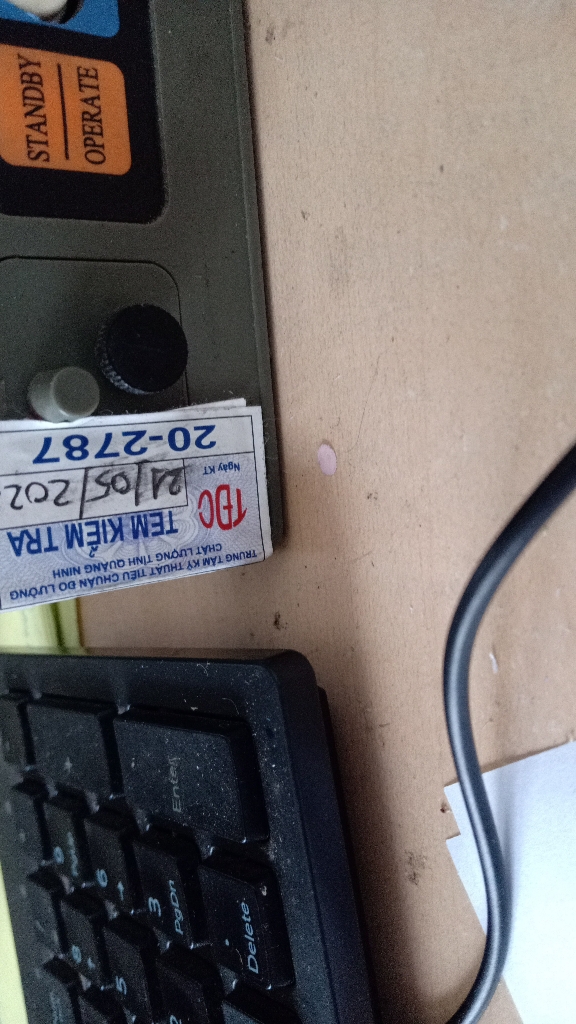 STANDBY
OPERATE
TRUNG TÂM KỸ THUẬT TIÊU CHUẨN ĐO LƯỜNG
CHẤT LƯỢNG TỈNH QUẢNG NINH
TĐC
TEM KIỂM TRA
Ngày KT
21/05/202
20-2787
Enter
+
6
3
PgDn
5
Delete
.